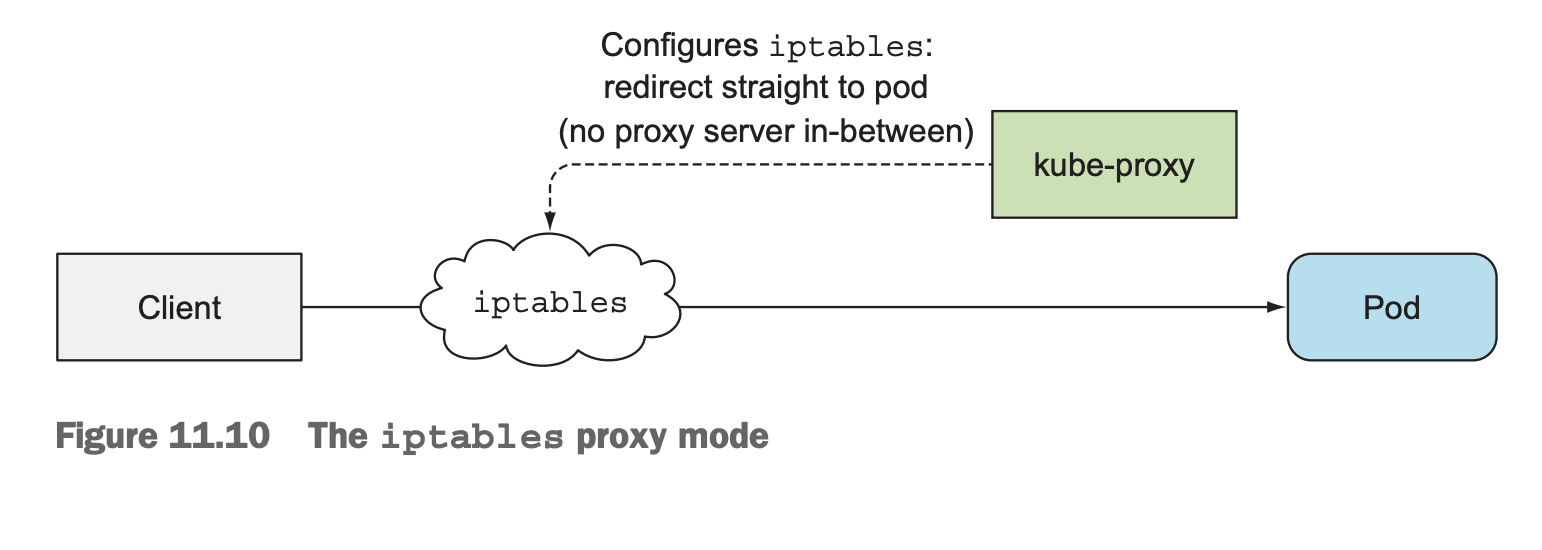 Configures iptables:
redirect straight to pod
(no proxy server in-between)
kube-proxy
Client
iptables
Pod
Figure 11.10 The iptables proxy mode